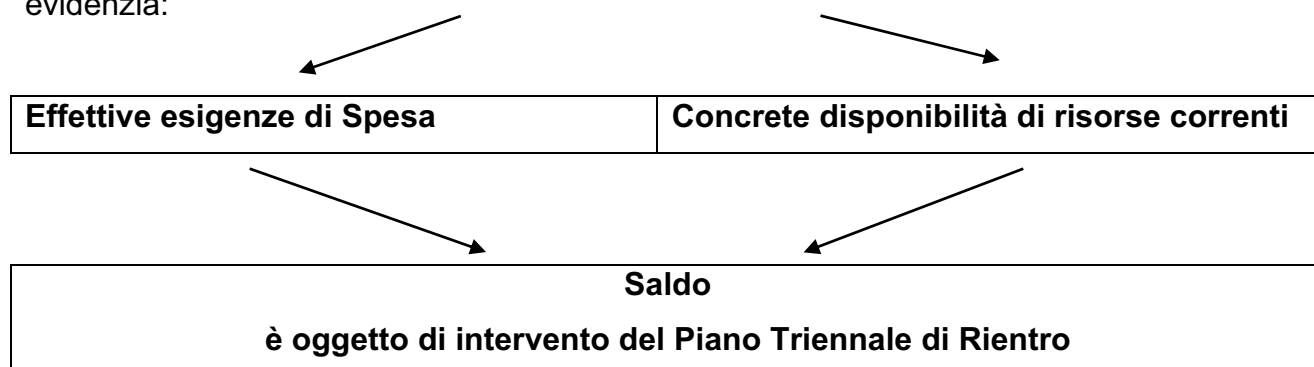 evidenzia:
Effettive esigenze di Spesa
Concrete disponibilità di risorse correnti
Saldo
è oggetto di intervento del Piano Triennale di Rientro